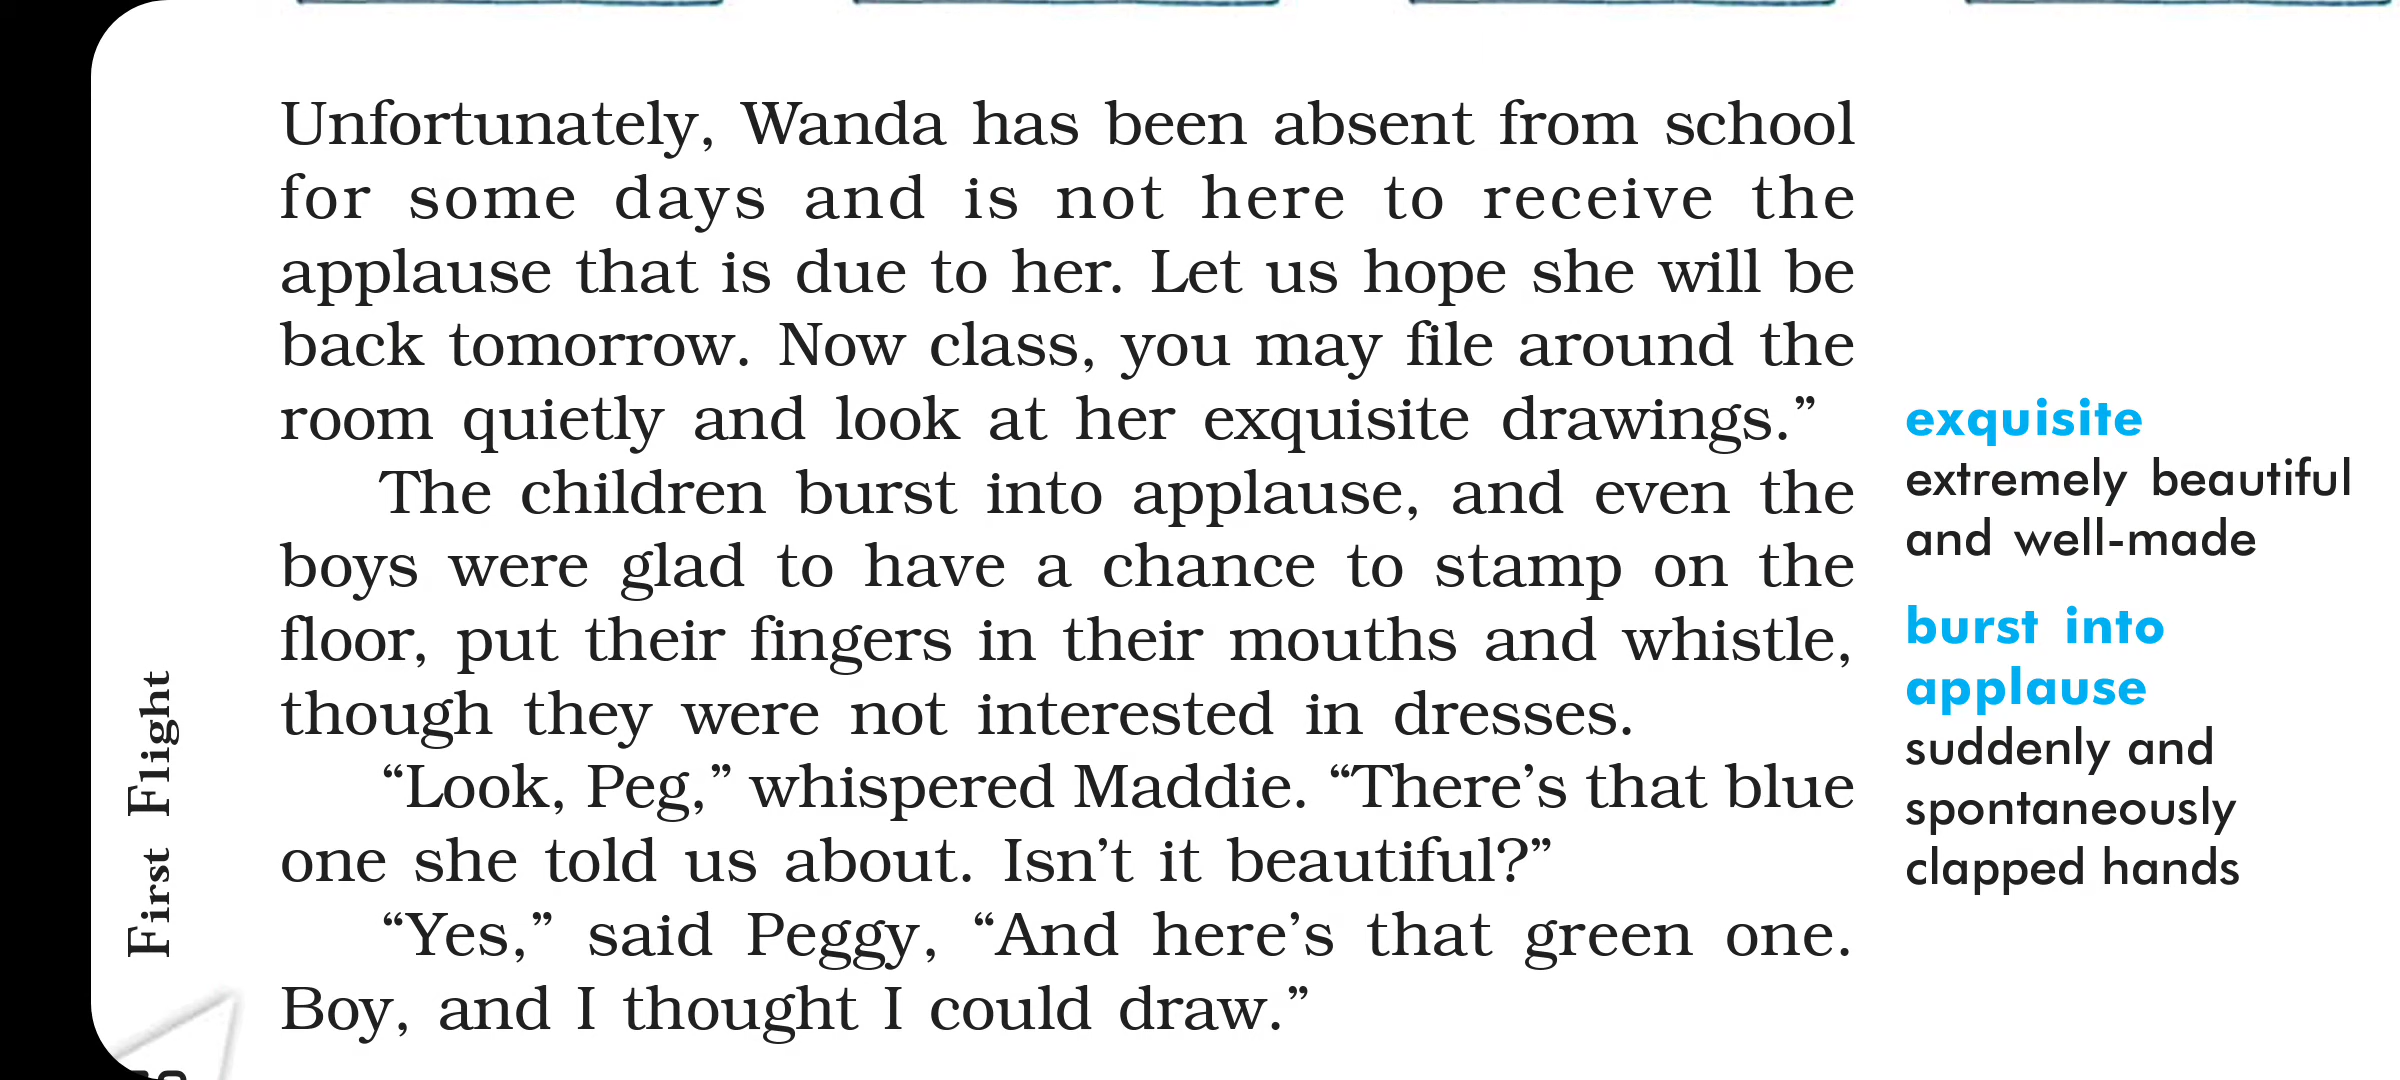 Unfortunately, Wanda has been absent from school
for some days and is not here to receive the
applause that is due to her. Let us hope she will be
back tomorrow. Now class, you may file around the
room quietly and look at her exquisite drawings.”
The children burst into applause, and even the
boys were glad to have a chance to stamp on the
floor, put their fingers in their mouths and whistle,
though they were not interested in dresses.
“Look, Peg,” whispered Maddie. “There’s that blue
one she told us about. Isn’t it beautiful?”
“Yes,” said Peggy, “And here’s that green one.
Boy, and I thought I could draw.”
exquisite
extremely beautiful
and well-made
burst into
applause
suddenly and
spontaneously
clapped hands
First Flight